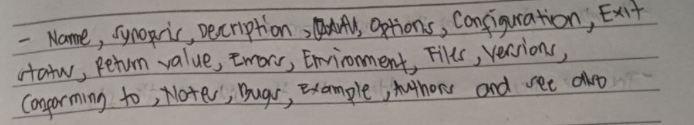 - Name, Synopsis, Description, Options, Configuration, Exit
status, Return value, Errors, Environment, Files, Versions,
Conforming to, Notes, Bugs, Example, Authors and see also